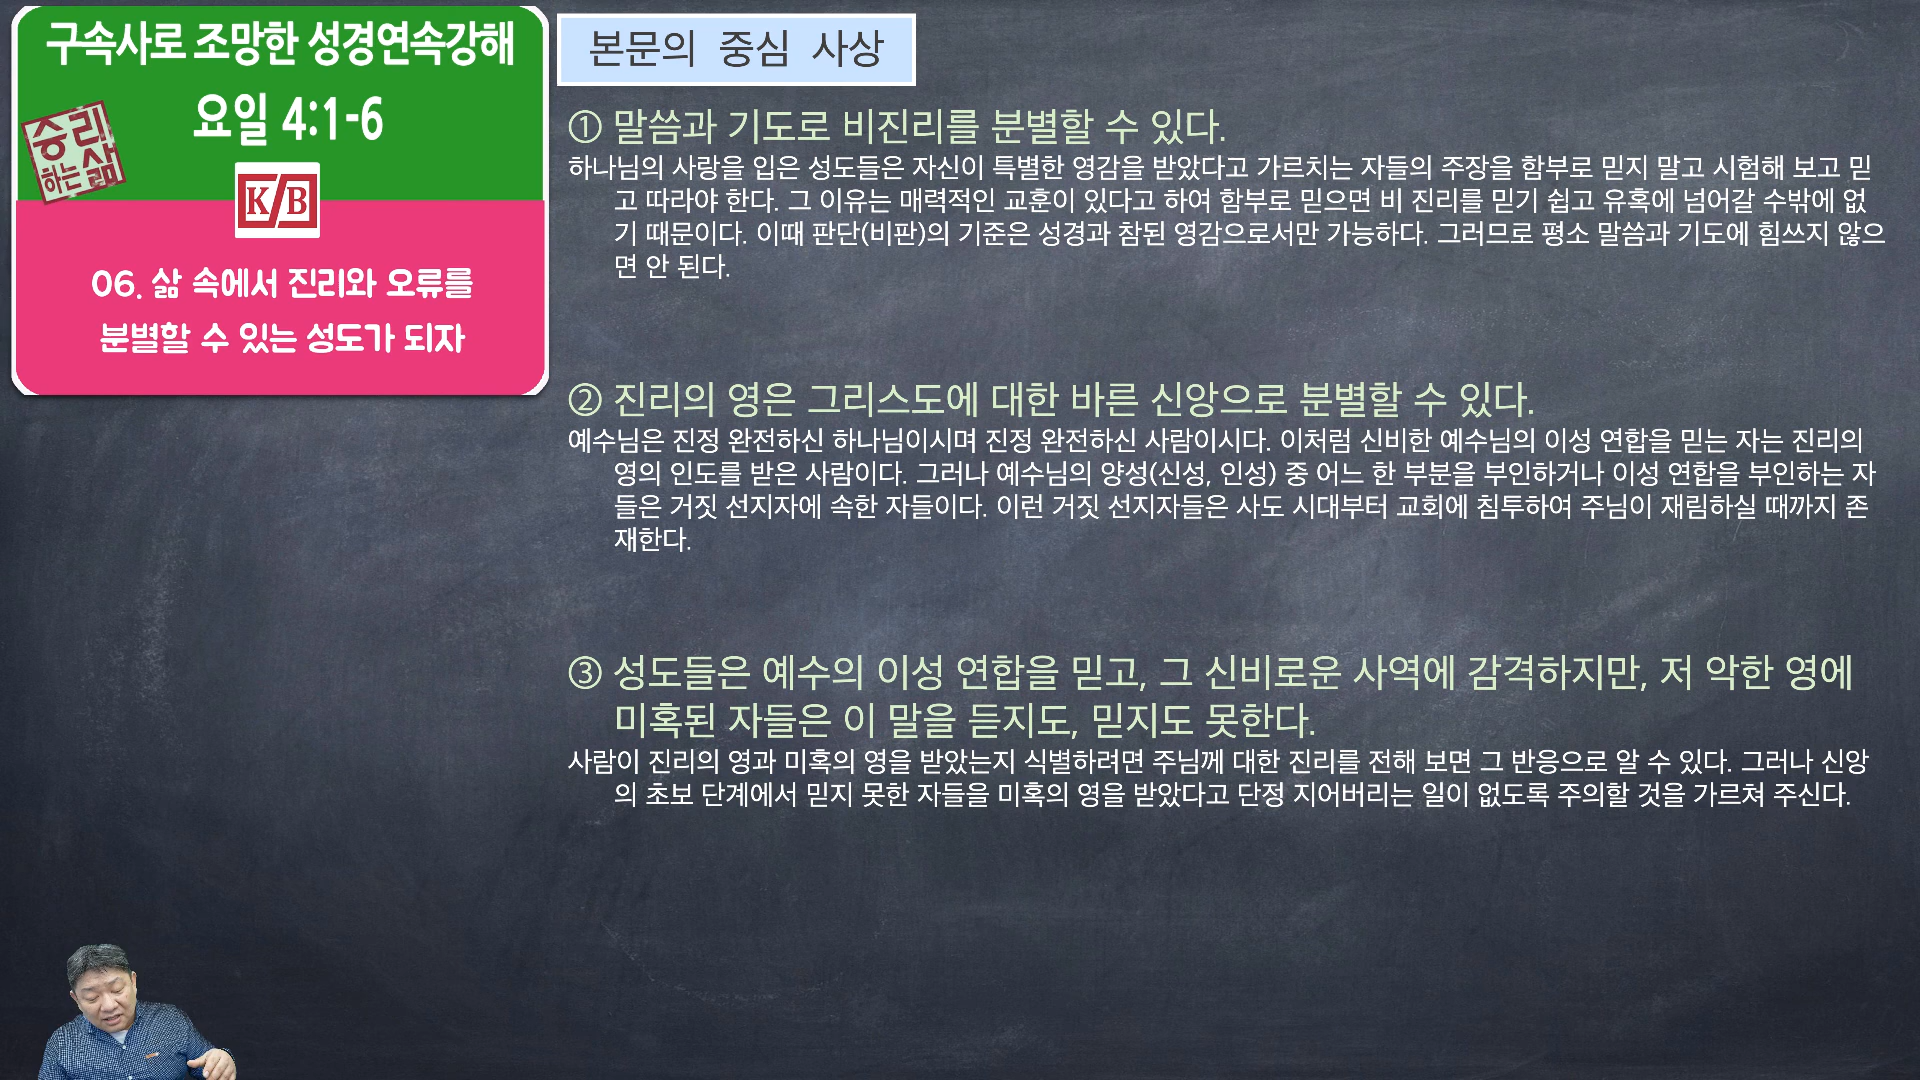 구속사로 조망한 성경연속강해
요일 4:1-6
승리
하는 삶
K/B
06. 삶 속에서 진리와 오류를
분별할 수 있는 성도가 되자
본문의 중심 사상
① 말씀과 기도로 비진리를 분별할 수 있다.
하나님의 사랑을 입은 성도들은 자신이 특별한 영감을 받았다고 가르치는 자들의 주장을 함부로 믿지 말고 시험해 보고 믿
고 따라야 한다. 그 이유는 매력적인 교훈이 있다고 하여 함부로 믿으면 비 진리를 믿기 쉽고 유혹에 넘어갈 수밖에 없
기 때문이다. 이때 판단(비판)의 기준은 성경과 참된 영감으로서만 가능하다. 그러므로 평소 말씀과 기도에 힘쓰지 않으
면 안 된다.
② 진리의 영은 그리스도에 대한 바른 신앙으로 분별할 수 있다.
예수님은 진정 완전하신 하나님이시며 진정 완전하신 사람이시다. 이처럼 신비한 예수님의 이성 연합을 믿는 자는 진리의
영의 인도를 받은 사람이다. 그러나 예수님의 양성(신성, 인성) 중 어느 한 부분을 부인하거나 이성 연합을 부인하는 자
들은 거짓 선지자에 속한 자들이다. 이런 거짓 선지자들은 사도 시대부터 교회에 침투하여 주님이 재림하실 때까지 존
재한다.
③ 성도들은 예수의 이성 연합을 믿고, 그 신비로운 사역에 감격하지만, 저 악한 영에
미혹된 자들은 이 말을 듣지도, 믿지도 못한다.
사람이 진리의 영과 미혹의 영을 받았는지 식별하려면 주님께 대한 진리를 전해 보면 그 반응으로 알 수 있다. 그러나 신앙
의 초보 단계에서 믿지 못한 자들을 미혹의 영을 받았다고 단정 지어버리는 일이 없도록 주의할 것을 가르쳐 주신다.